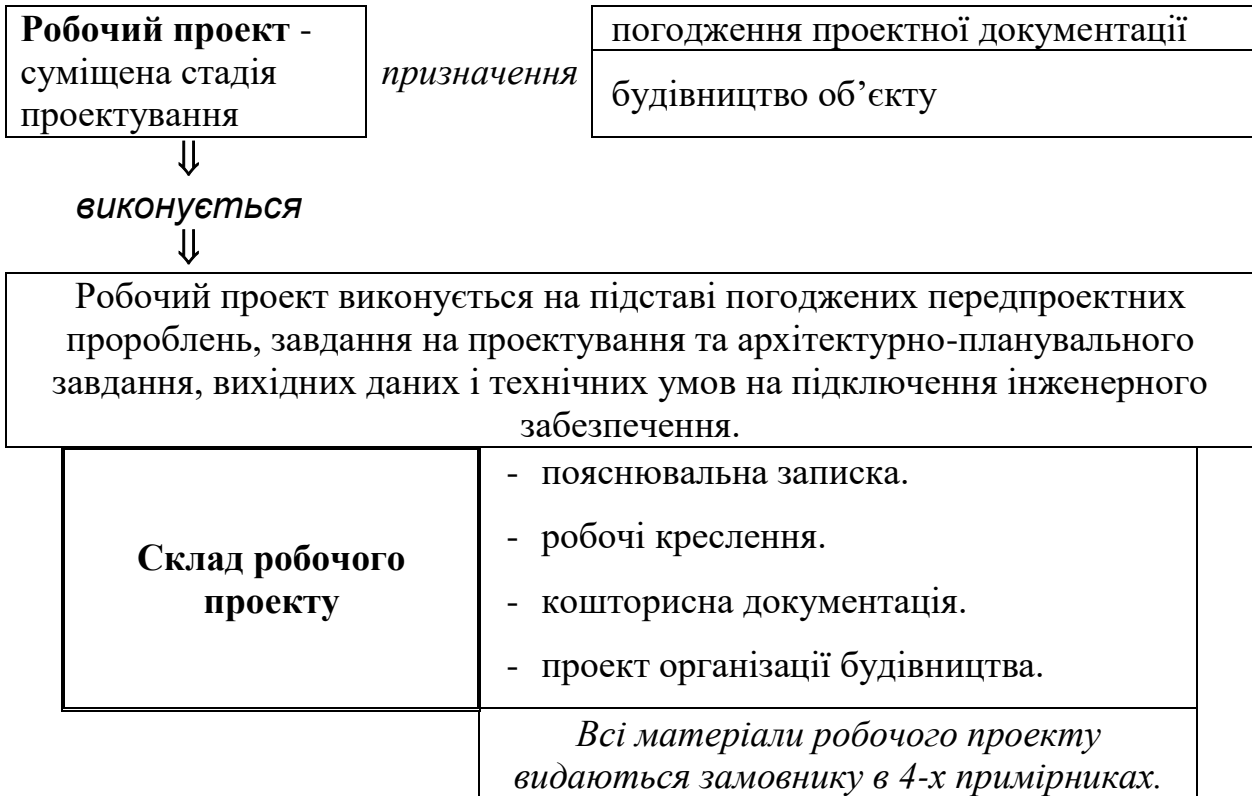 Робочий проект -
суміщена стадія
проектування
призначення
погодження проектної документації
будівництво об’єкту
⇓
виконується
⇓
Робочий проект виконується на підставі погоджених передпроектних
пророблень, завдання на проектування та архітектурно-планувального
завдання, вихідних даних і технічних умов на підключення інженерного
забезпечення.
Склад робочого
проекту
- пояснювальна записка.
- робочі креслення.
- кошторисна документація.
- проект організації будівництва.
Всі матеріали робочого проекту
видаються замовнику в 4-х примірниках.